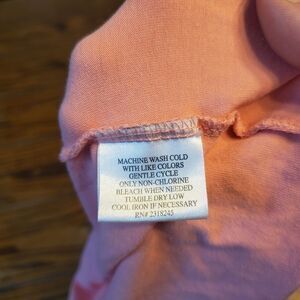 MACHINE WASH COLD
WITH LIKE COLORS
GENTLE CYCLE
ONLY NON-CHLORINE
BLEACH WHEN NEEDED
TUMBLE DRY LOW
COOL IRON IF NECESSARY
RN# 2318245